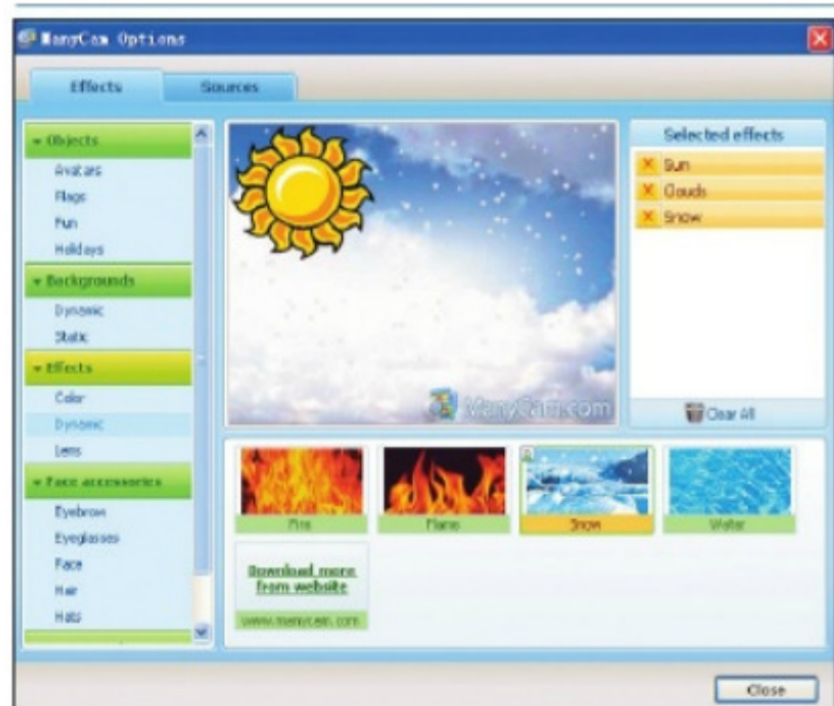 ManyCam Options
Effects
Sources
Objects
Avatars
Flags
Fun
Holidays
Backgrounds
Dynamic
Static
Effects
Color
Dynamic
Lens
Face accessories
Eyebrow
Eyeglasses
Face
Hair
Hats
ManyCam.com
Selected effects
Sun
Clouds
Snow
Clear All
Fire
Flame
Snow
Water
Download more
from website
www.manycam.com
Close